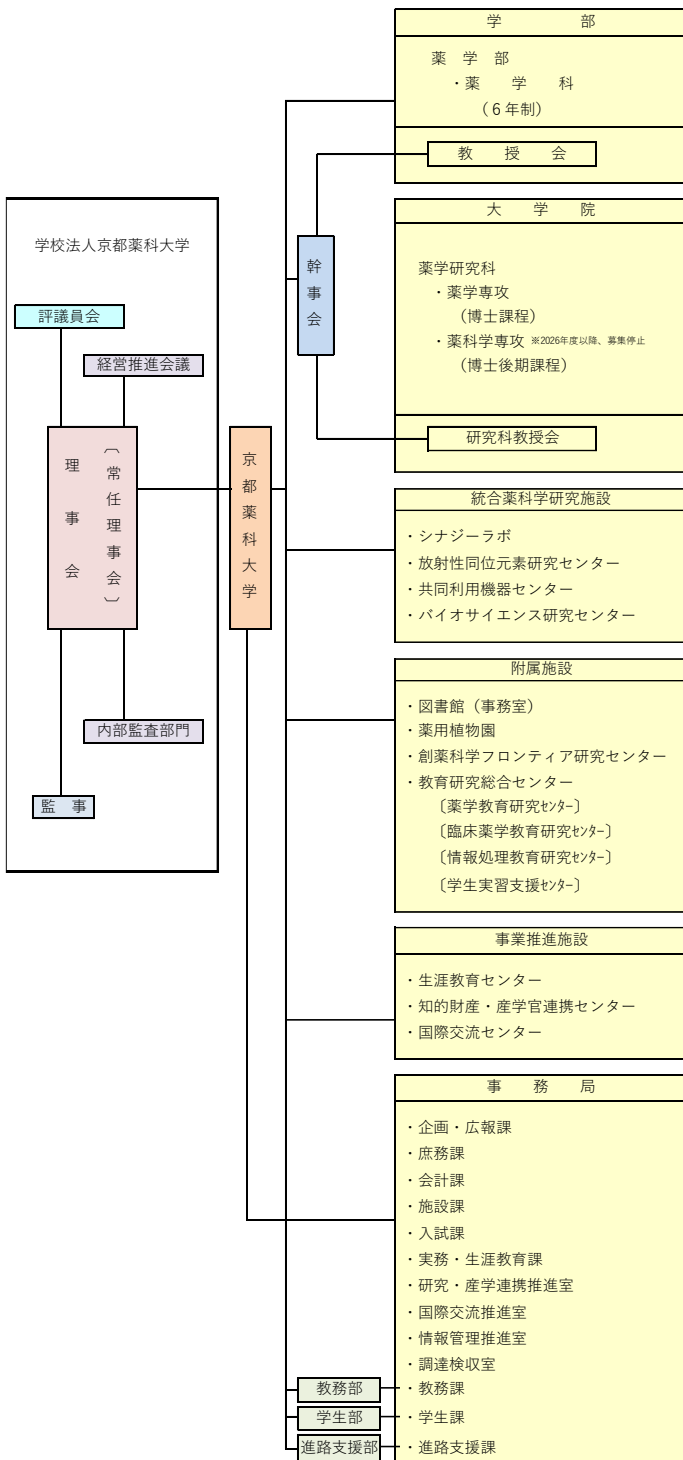 学校法人京都薬科大学
評議員会
経営推進会議
理事会
〔常任理事会〕
内部監査部門
監 事
京都薬科大学
幹事会
学 部
薬 学 部
・薬 学 科
(6年制)
教 授 会
大 学 院
薬学研究科
・薬学専攻
(博士課程)
・薬科学専攻 ※2026年度以降、募集停止
(博士後期課程)
研究科教授会
統合薬科学研究施設
・シナジーラボ
・放射性同位元素研究センター
・共同利用機器センター
・バイオサイエンス研究センター
附属施設
・図書館(事務室)
・薬用植物園
・創薬科学フロンティア研究センター
・教育研究総合センター
〔薬学教育研究センター〕
〔臨床薬学教育研究センター〕
〔情報処理教育研究センター〕
〔学生実習支援センター〕
事業推進施設
・生涯教育センター
・知的財産・産学官連携センター
・国際交流センター
事 務 局
・企画・広報課
・庶務課
・会計課
・施設課
・入試課
・実務・生涯教育課
・研究・産学連携推進室
・国際交流推進室
・情報管理推進室
・調達検収室
教務部 ・教務課
学生部 ・学生課
進路支援部 ・進路支援課